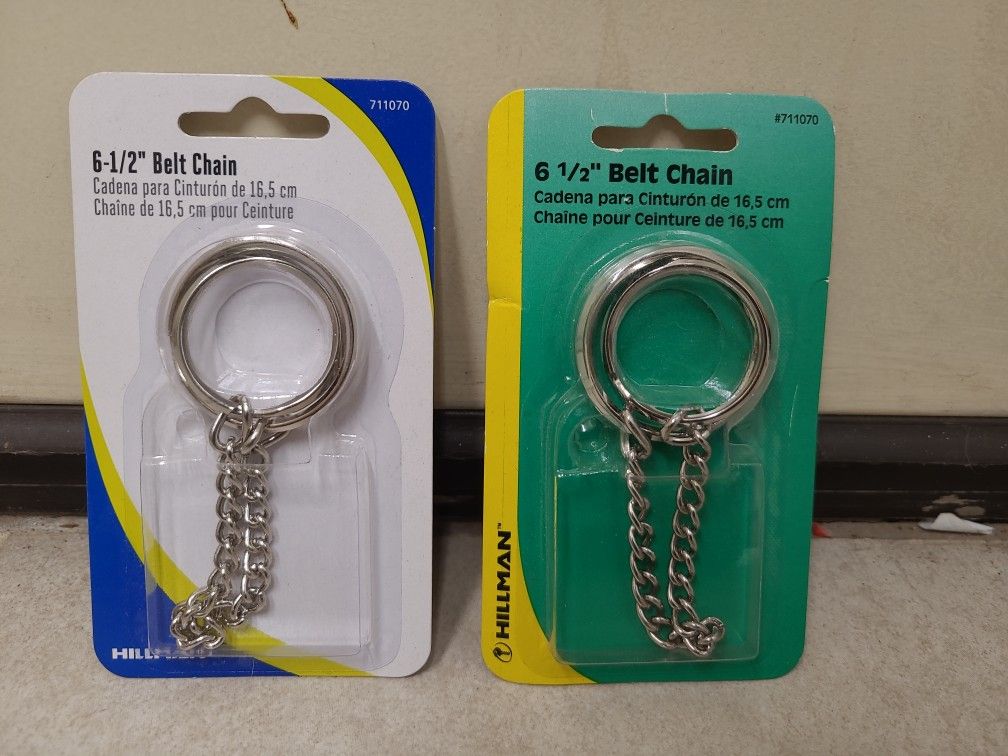 711070
6-1/2" Belt Chain
Cadena para Cinturón de 16,5 cm
Chaîne de 16,5 cm pour Ceinture
#711070
6 1/2" Belt Chain
Cadena para Cinturón de 16,5 cm
Chaîne pour Ceinture de 16,5 cm
HILLMAN™